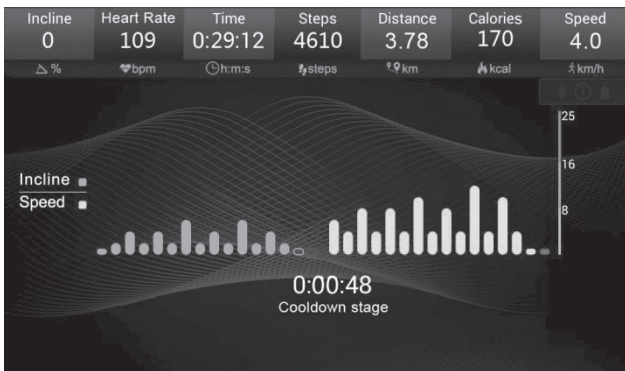 Incline Heart Rate Time Steps Distance Calories Speed
0 109 0:29:12 4610 3.78 170 4.0
% bpm h:m:s steps km kcal km/h
25
16
Incline
Speed
8
0:00:48
Cooldown stage